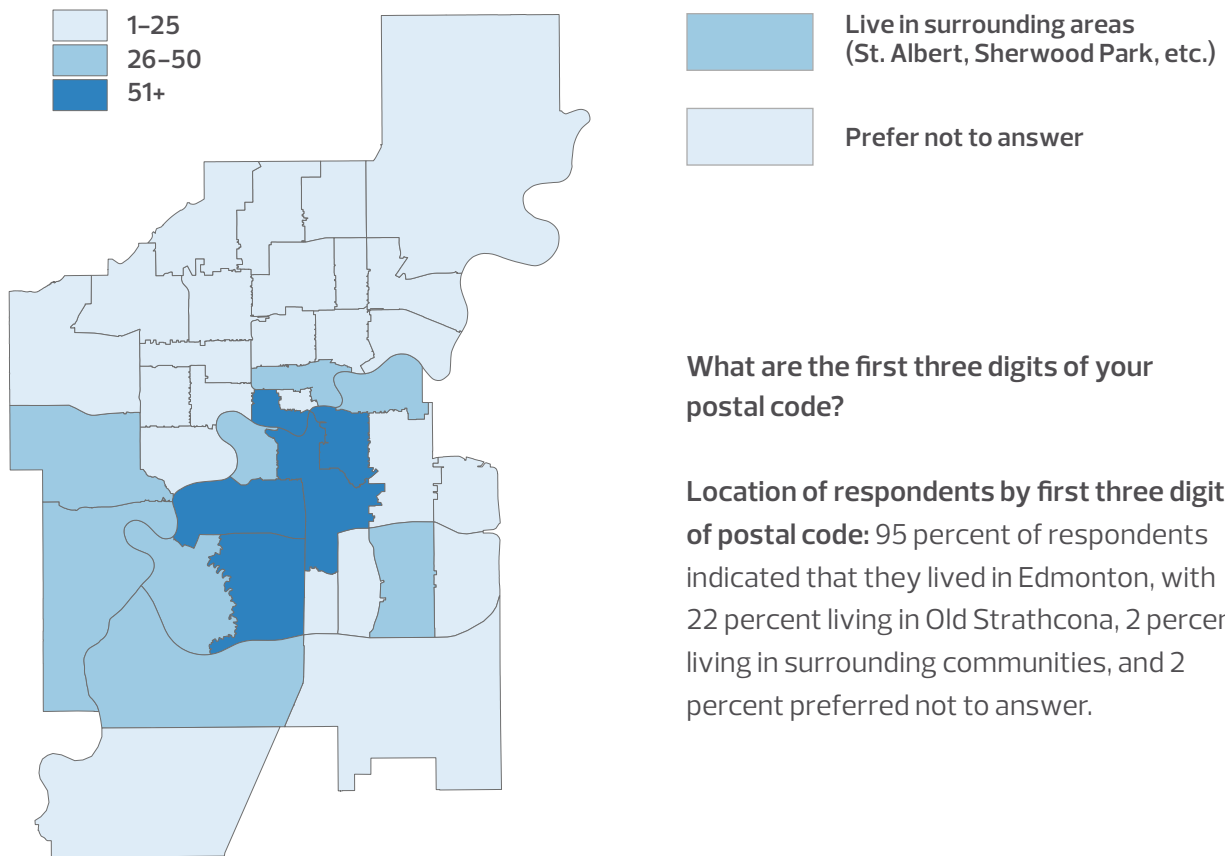 1–25
26–50
51+
Live in surrounding areas
(St. Albert, Sherwood Park, etc.)
Prefer not to answer
What are the first three digits of your
postal code?
Location of respondents by first three digit
of postal code: 95 percent of respondents
indicated that they lived in Edmonton, with
22 percent living in Old Strathcona, 2 percen
living in surrounding communities, and 2
percent preferred not to answer.